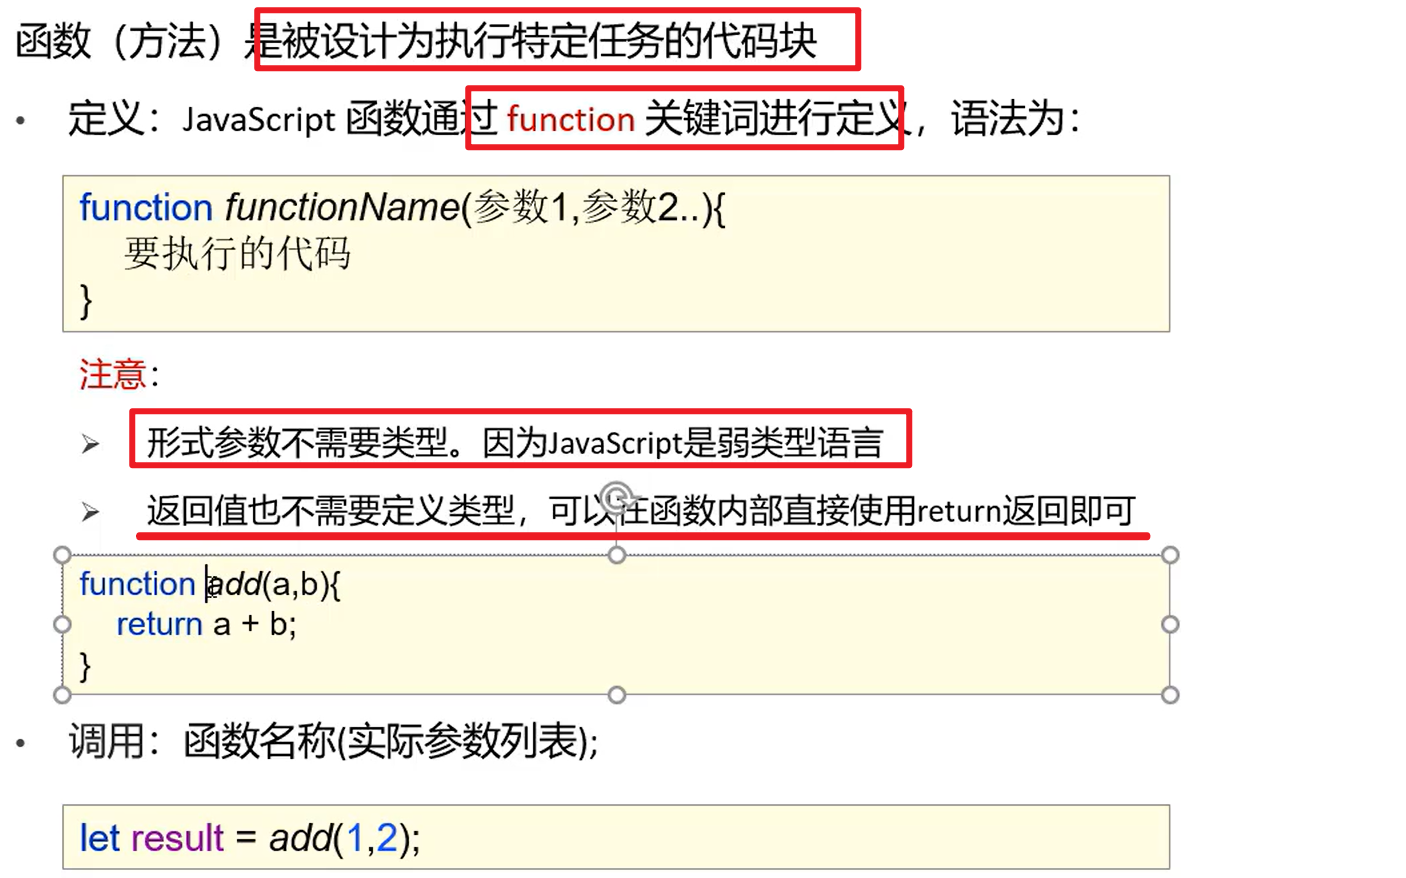 函数（方法）是被设计为执行特定任务的代码块
• 定义：JavaScript 函数通过 function 关键词进行定义，语法为：
function functionName(参数1,参数2..){
要执行的代码
}
注意：
➢ 形式参数不需要类型。因为JavaScript是弱类型语言
➢ 返回值也不需要定义类型，可以在函数内部直接使用return返回即可
function add(a,b){
return a + b;
}
• 调用：函数名称(实际参数列表);
let result = add(1,2);